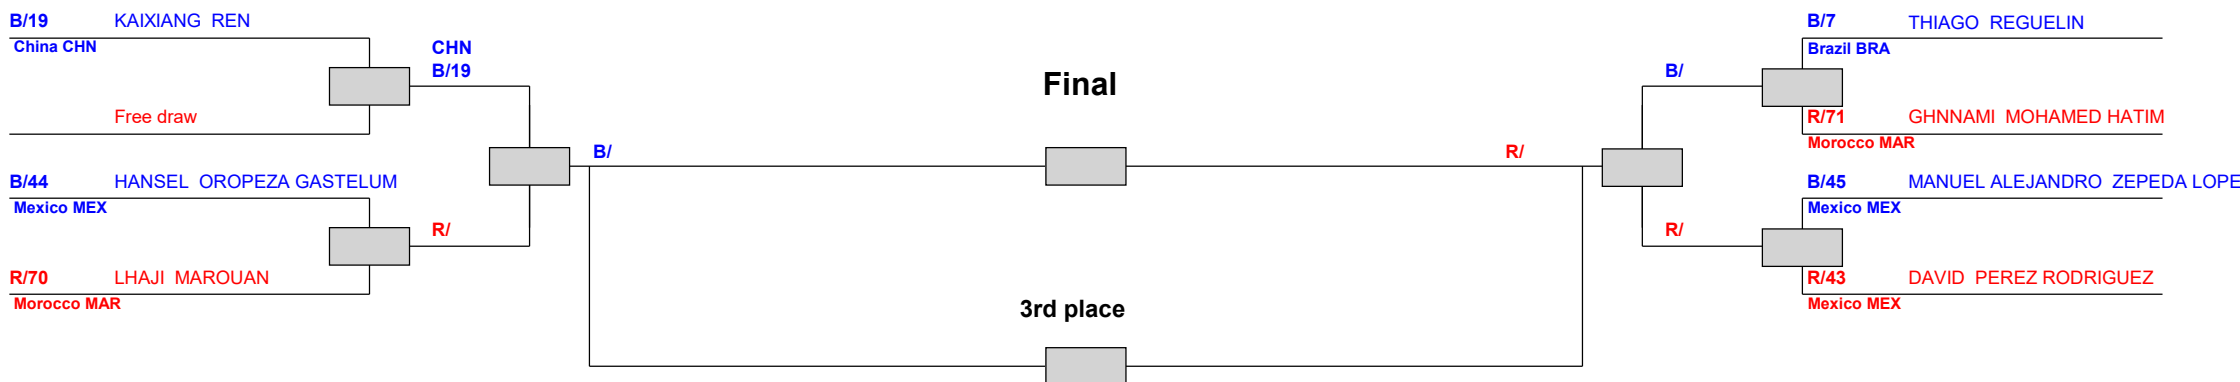 B/19 KAIXIANG REN
China CHN
Free draw
CHN
B/19
B/44 HANSEL OROPEZA GASTELUM
Mexico MEX
R/
R/70 LHAJI MAROUAN
Morocco MAR
B/
Final
3rd place
R/
B/
R/
B/7 THIAGO REGUELIN
Brazil BRA
R/71 GHNNAMI MOHAMED HATIM
Morocco MAR
B/45 MANUEL ALEJANDRO ZEPEDA LOPE
Mexico MEX
R/43 DAVID PEREZ RODRIGUEZ
Mexico MEX